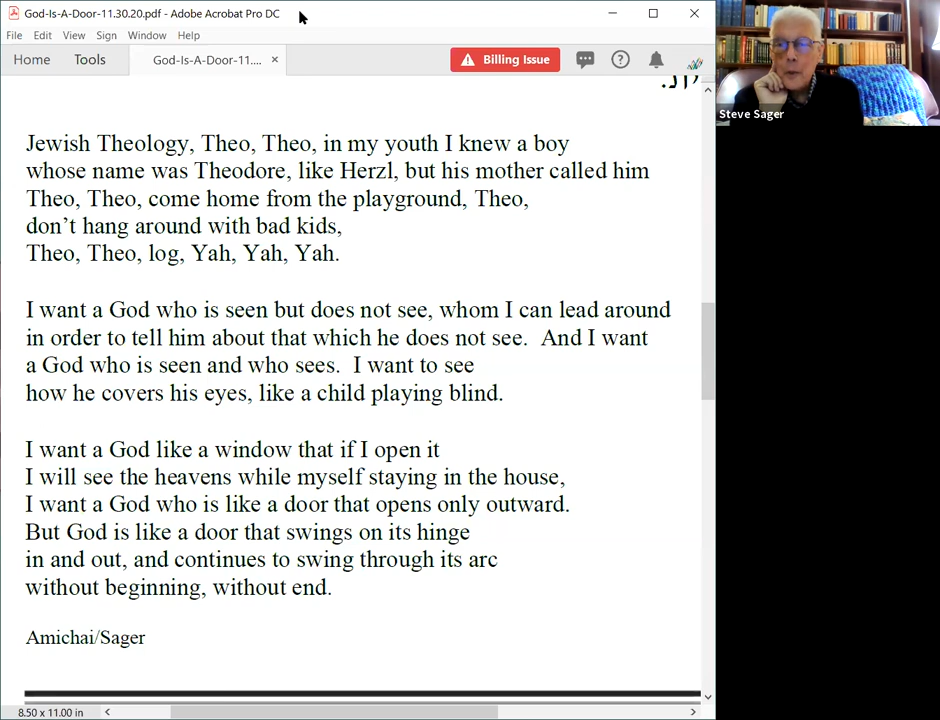 God-Is-A-Door-11.30.20.pdf - Adobe Acrobat Pro DC
File Edit View Sign Window Help
Home Tools God-Is-A-Door-11.... × Billing Issue
Steve Sager
Jewish Theology, Theo, Theo, in my youth I knew a boy
whose name was Theodore, like Herzl, but his mother called him
Theo, Theo, come home from the playground, Theo,
don’t hang around with bad kids,
Theo, Theo, log, Yah, Yah, Yah.
I want a God who is seen but does not see, whom I can lead around
in order to tell him about that which he does not see.  And I want
a God who is seen and who sees.  I want to see
how he covers his eyes, like a child playing blind.
I want a God like a window that if I open it
I will see the heavens while myself staying in the house,
I want a God who is like a door that opens only outward.
But God is like a door that swings on its hinge
in and out, and continues to swing through its arc
without beginning, without end.
Amichai/Sager
8.50 x 11.00 in